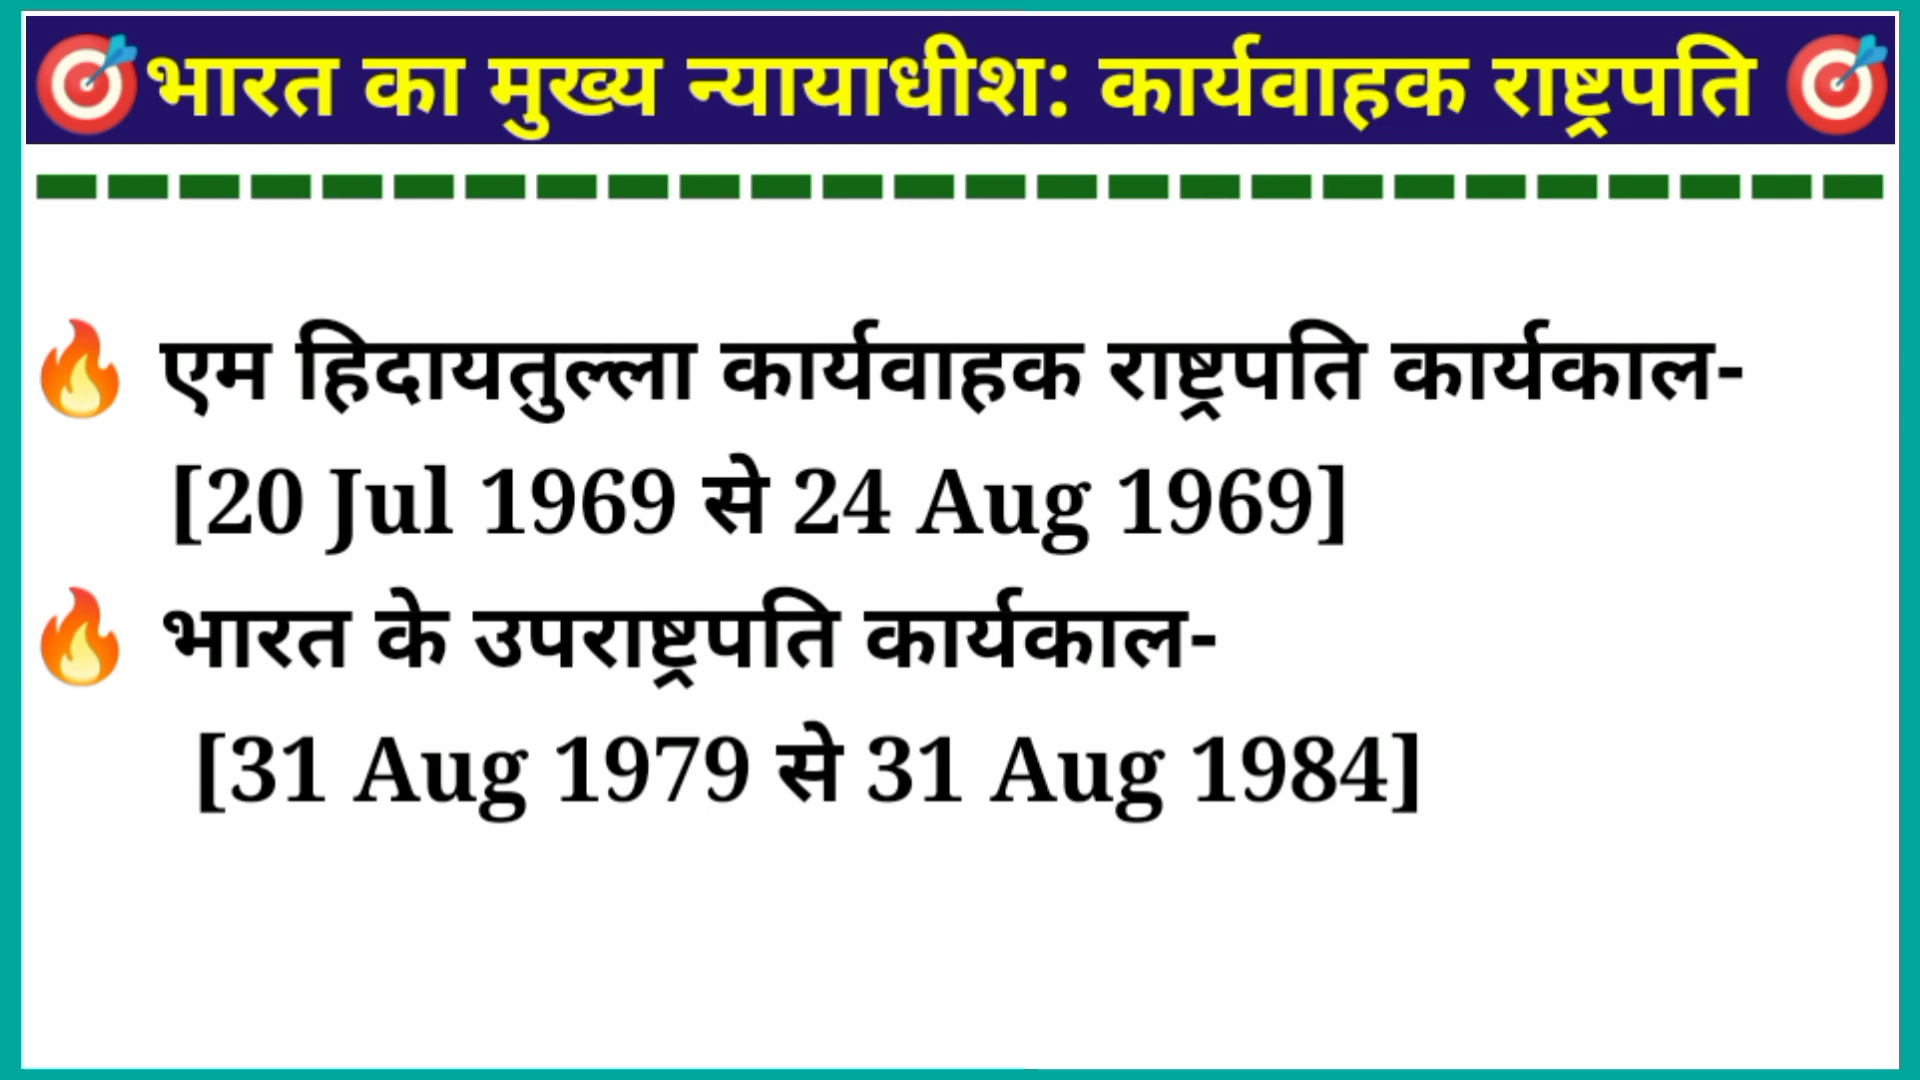 🎯भारत का मुख्य न्यायाधीश: कार्यवाहक राष्ट्रपति 🎯
🔥 एम हिदायतुल्ला कार्यवाहक राष्ट्रपति कार्यकाल-
[20 Jul 1969 से 24 Aug 1969]
🔥 भारत के उपराष्ट्रपति कार्यकाल-
[31 Aug 1979 से 31 Aug 1984]